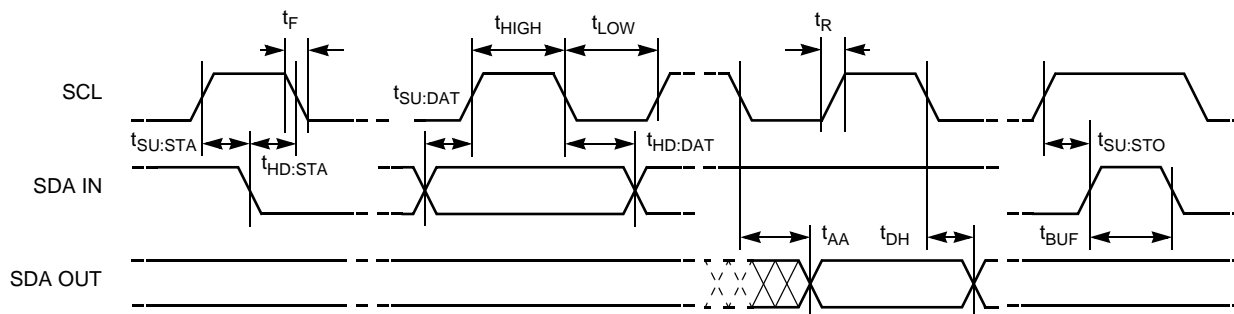 tF
tHIGH
tLOW
tR
SCL
tSU:DAT
tSU:STA
tHD:STA
tHD:DAT
tSU:STO
SDA IN
tAA
tDH
tBUF
SDA OUT